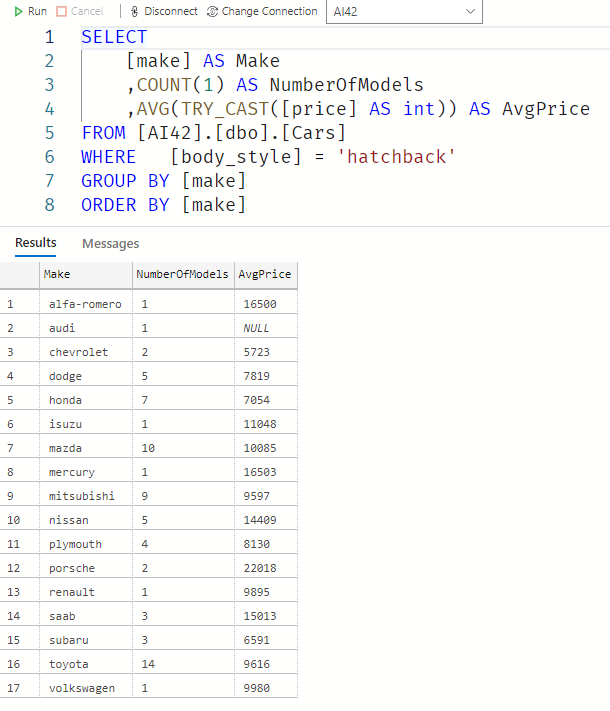 Run Cancel Disconnect Change Connection AI42
1 SELECT
2 [make] AS Make
3 ,COUNT(1) AS NumberOfModels
4 ,AVG(TRY_CAST([price] AS int)) AS AvgPrice
5 FROM [AI42].[dbo].[Cars]
6 WHERE [body_style] = 'hatchback'
7 GROUP BY [make]
8 ORDER BY [make]
Results Messages
Make NumberOfModels AvgPrice
1 alfa-romero 1 16500
2 audi 1 NULL
3 chevrolet 2 5723
4 dodge 5 7819
5 honda 7 7054
6 isuzu 1 11048
7 mazda 10 10085
8 mercury 1 16503
9 mitsubishi 9 9597
10 nissan 5 14409
11 plymouth 4 8130
12 porsche 2 22018
13 renault 1 9895
14 saab 3 15013
15 subaru 3 6591
16 toyota 14 9616
17 volkswagen 1 9980